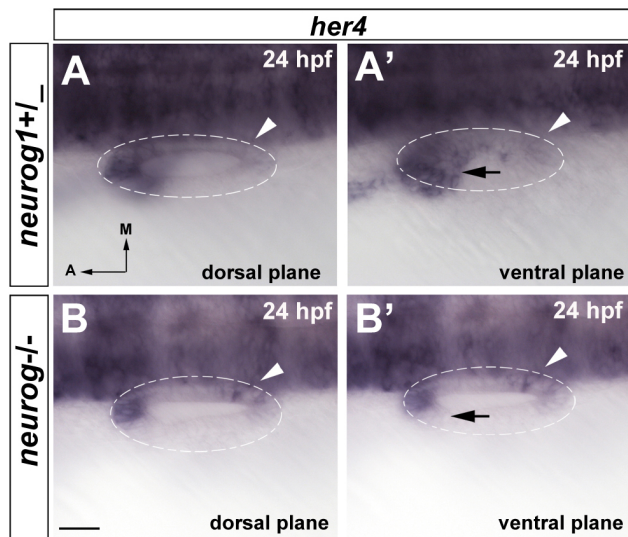 her4
neurog1+/_
A
24 hpf
M
A
dorsal plane
A’
24 hpf
ventral plane
neurog-/-
B
24 hpf
dorsal plane
B’
24 hpf
ventral plane